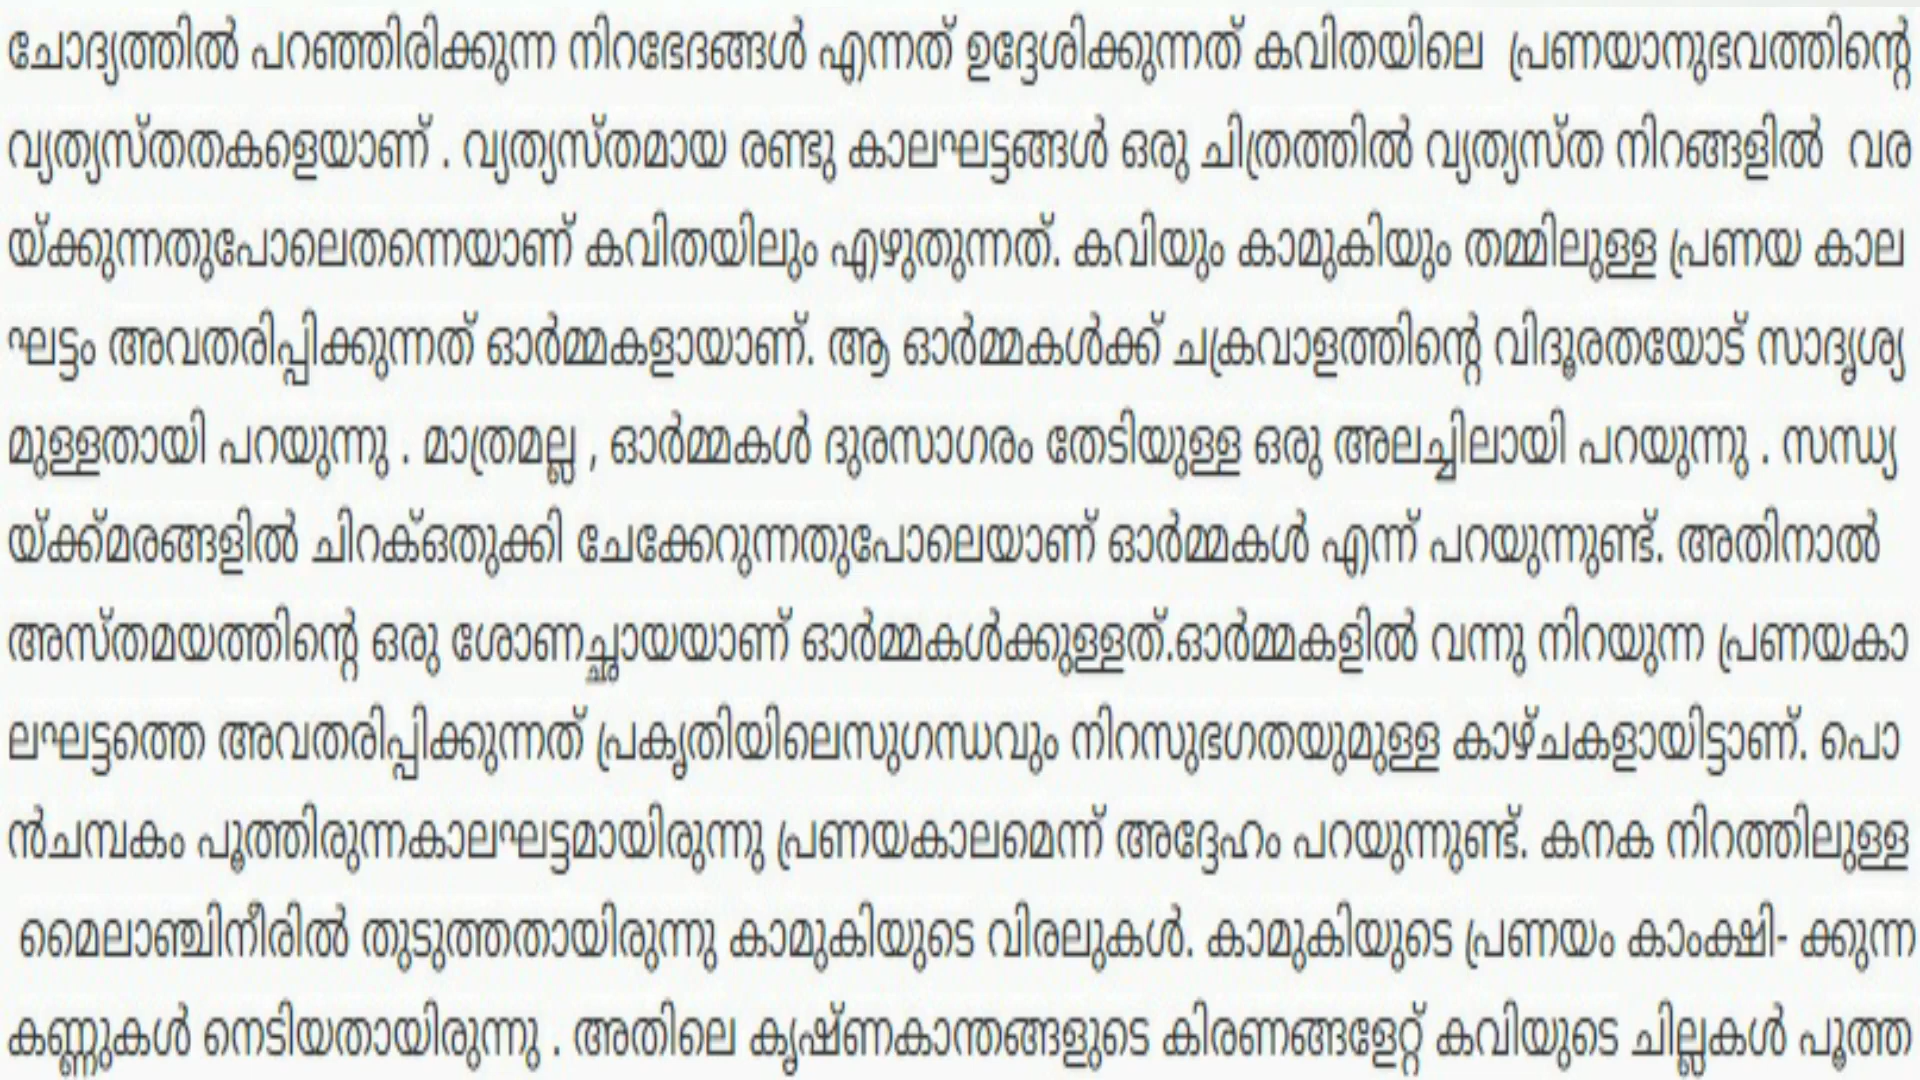 ചോദ്യത്തിൽ പറഞ്ഞിരിക്കുന്ന നിറഭേദങ്ങൾ എന്നത് ഉദ്ദേശിക്കുന്നത് കവിതയിലെ പ്രണയാനുഭവത്തിന്റെ
വ്യത്യസ്തതകളെയാണ് . വ്യത്യസ്തമായ രണ്ടു കാലഘട്ടങ്ങൾ ഒരു ചിത്രത്തിൽ വ്യത്യസ്ത നിറങ്ങളിൽ വര
യ്ക്കുന്നതുപോലെതന്നെയാണ് കവിതയിലും എഴുതുന്നത്. കവിയും കാമുകിയും തമ്മിലുള്ള പ്രണയ കാല
ഘട്ടം അവതരിപ്പിക്കുന്നത് ഓർമ്മകളായാണ്. ആ ഓർമ്മകൾക്ക് ചക്രവാളത്തിന്റെ വിദൂരതയോട് സാദൃശ്യ
മുള്ളതായി പറയുന്നു . മാത്രമല്ല , ഓർമ്മകൾ ദുരസാഗരം തേടിയുള്ള ഒരു അലച്ചിലായി പറയുന്നു . സന്ധ്യ
യ്ക്ക്മരങ്ങളിൽ ചിറക്ഒതുക്കി ചേക്കേറുന്നതുപോലെയാണ് ഓർമ്മകൾ എന്ന് പറയുന്നുണ്ട്. അതിനാൽ
അസ്തമയത്തിന്റെ ഒരു ശോണച്ഛായയാണ് ഓർമ്മകൾക്കുള്ളത്.ഓർമ്മകളിൽ വന്നു നിറയുന്ന പ്രണയകാ
ലഘട്ടത്തെ അവതരിപ്പിക്കുന്നത് പ്രകൃതിയിലെസുഗന്ധവും നിറസുഭഗതയുമുള്ള കാഴ്ചകളായിട്ടാണ്. പൊ
ൻചമ്പകം പൂത്തിരുന്നകാലഘട്ടമായിരുന്നു പ്രണയകാലമെന്ന് അദ്ദേഹം പറയുന്നുണ്ട്. കനക നിറത്തിലുള്ള
മൈലാഞ്ചിനീരിൽ തുടുത്തതായിരുന്നു കാമുകിയുടെ വിരലുകൾ. കാമുകിയുടെ പ്രണയം കാംക്ഷി- ക്കുന്ന
കണ്ണുകൾ നെടിയതായിരുന്നു . അതിലെ കൃഷ്ണകാന്തങ്ങളുടെ കിരണങ്ങളേറ്റ് കവിയുടെ ചില്ലകൾ പൂത്ത